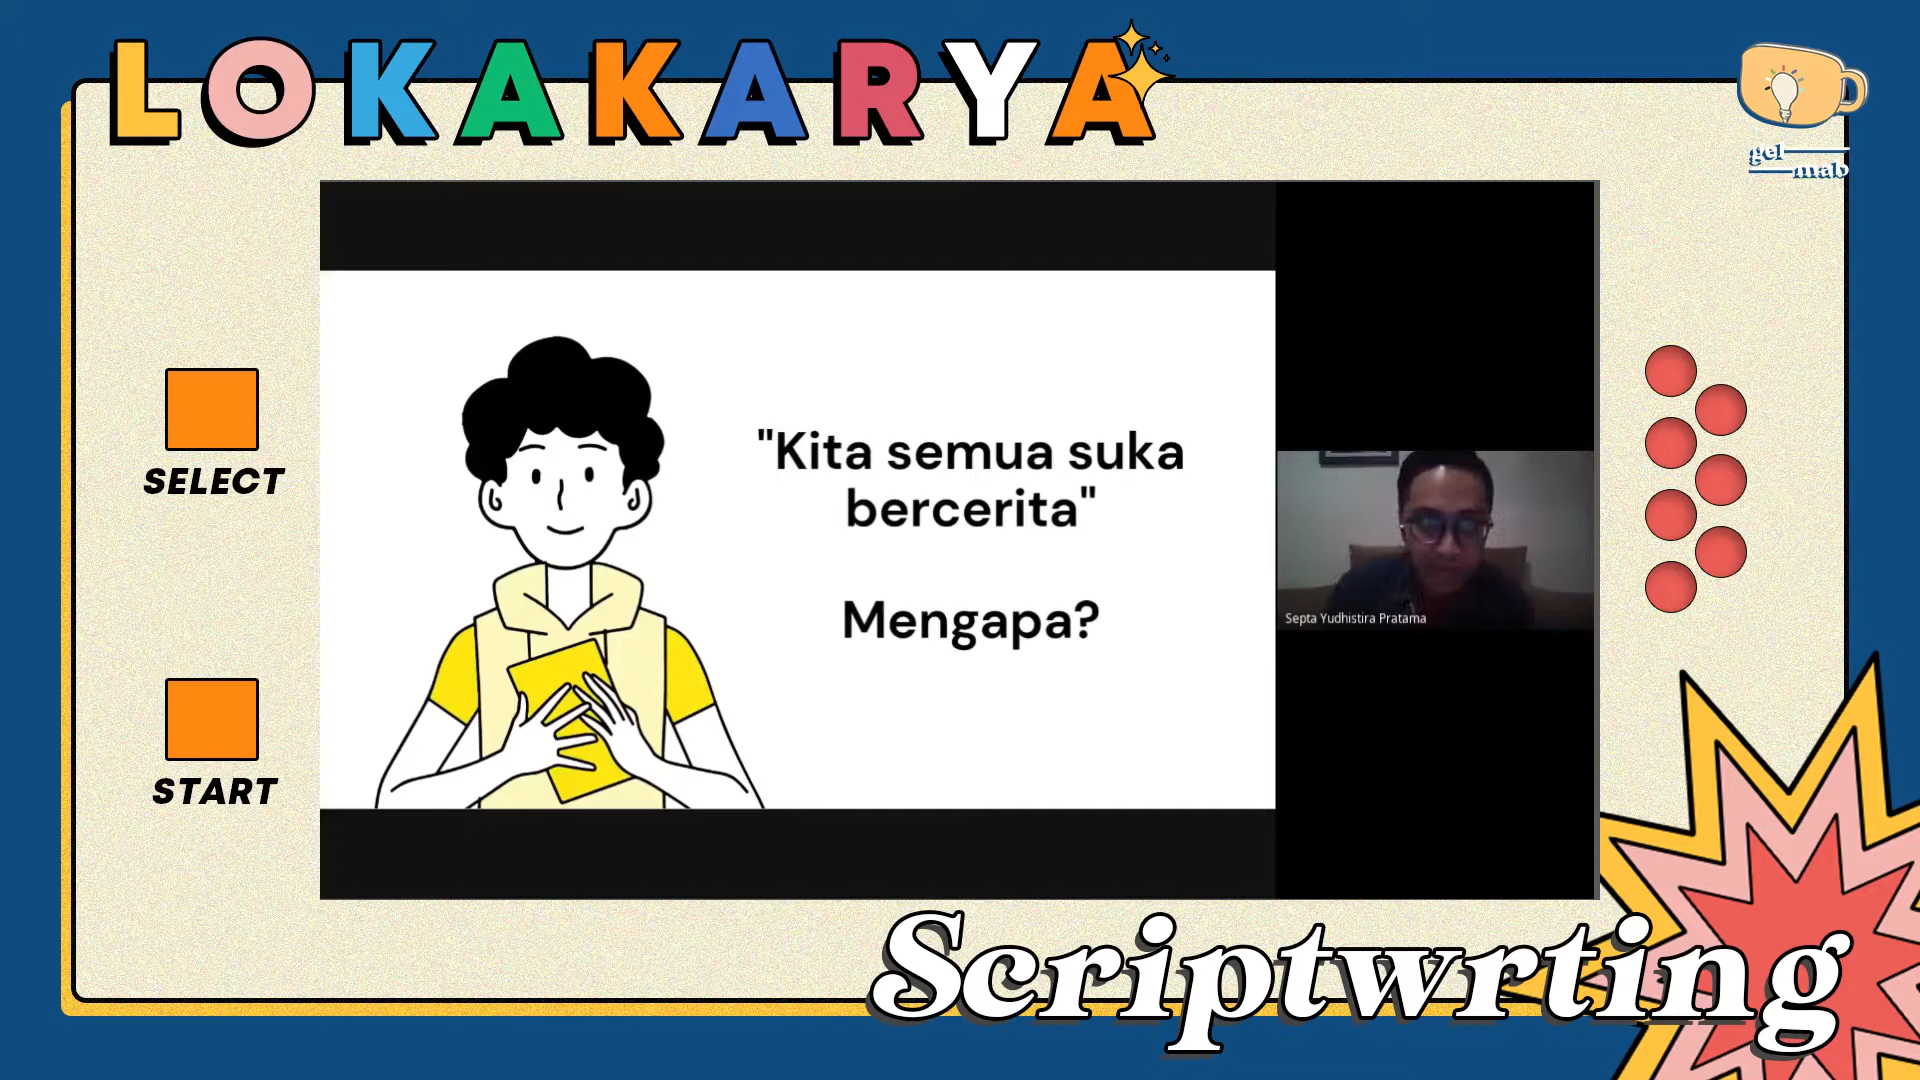 LOKAKARYA
gel
mab
"Kita semua suka
bercerita"
Mengapa?
SELECT
Septa Yudhistira Pratama
START
Scriptwrting